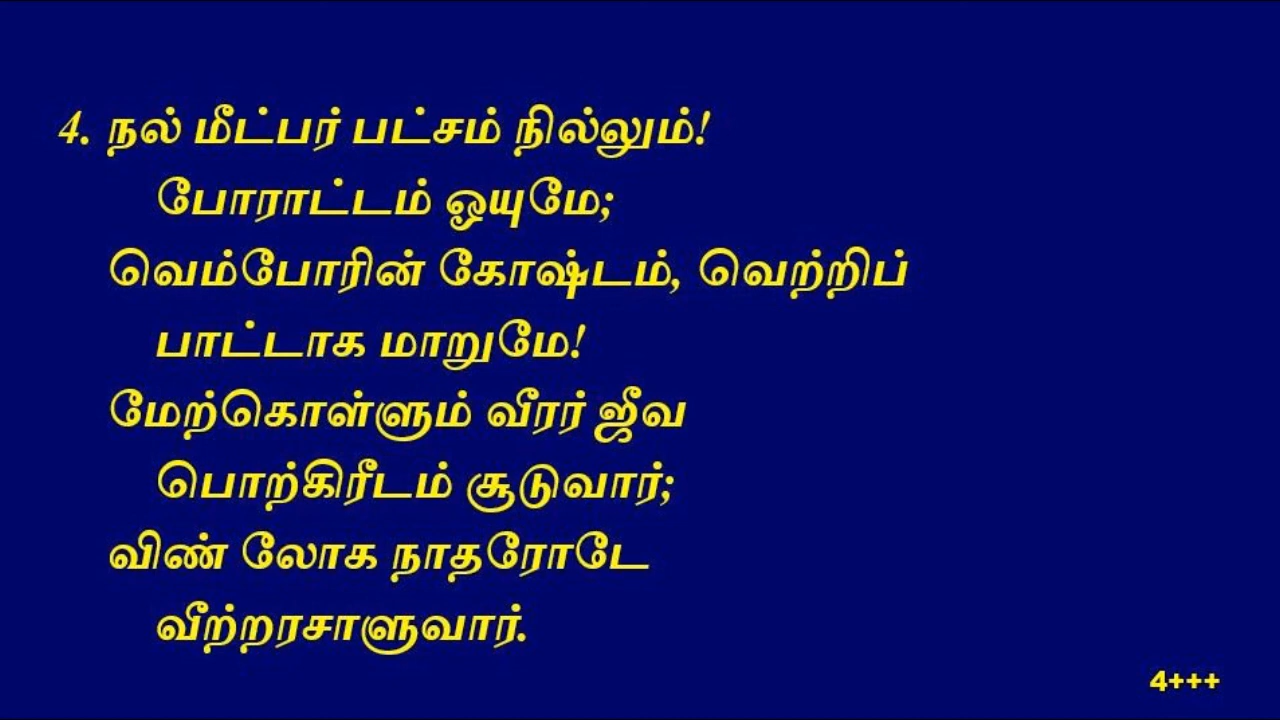 4. நல் மீட்பர் பட்சம் நில்லும்!
போராட்டம் ஓயுமே;
வெம்போரின் கோஷ்டம், வெற்றிப்
பாட்டாக மாறுமே!
மேற்கொள்ளும் வீரர் ஜீவ
பொற்கிரீடம் சூடுவார்;
விண் லோக நாதரோடே
வீற்றரசாளுவார்.
4+++